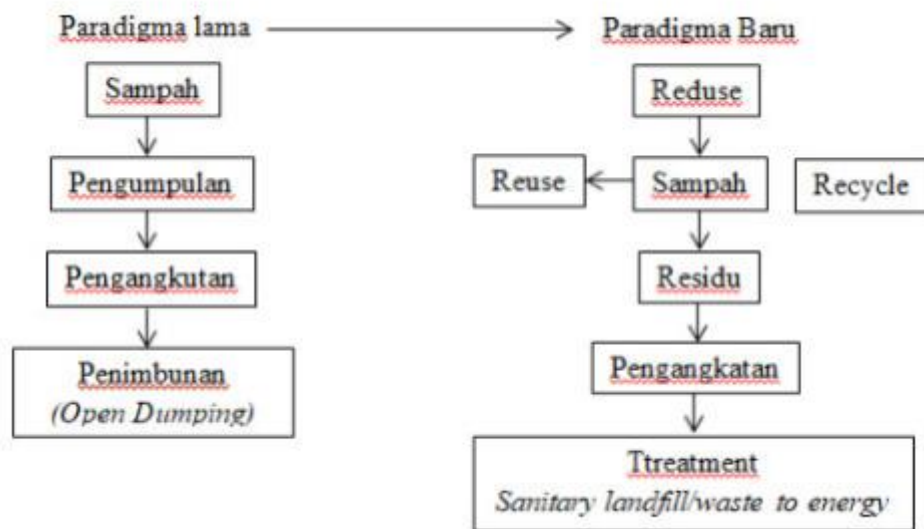 Paradigma lama
Paradigma Baru
Sampah
Pengumpulan
Pengangkutan
Penimbunan
(Open Dumping)
Reduse
Reuse
Sampah
Recycle
Residu
Pengangkatan
Ttreatment
Sanitary landfill/waste to energy